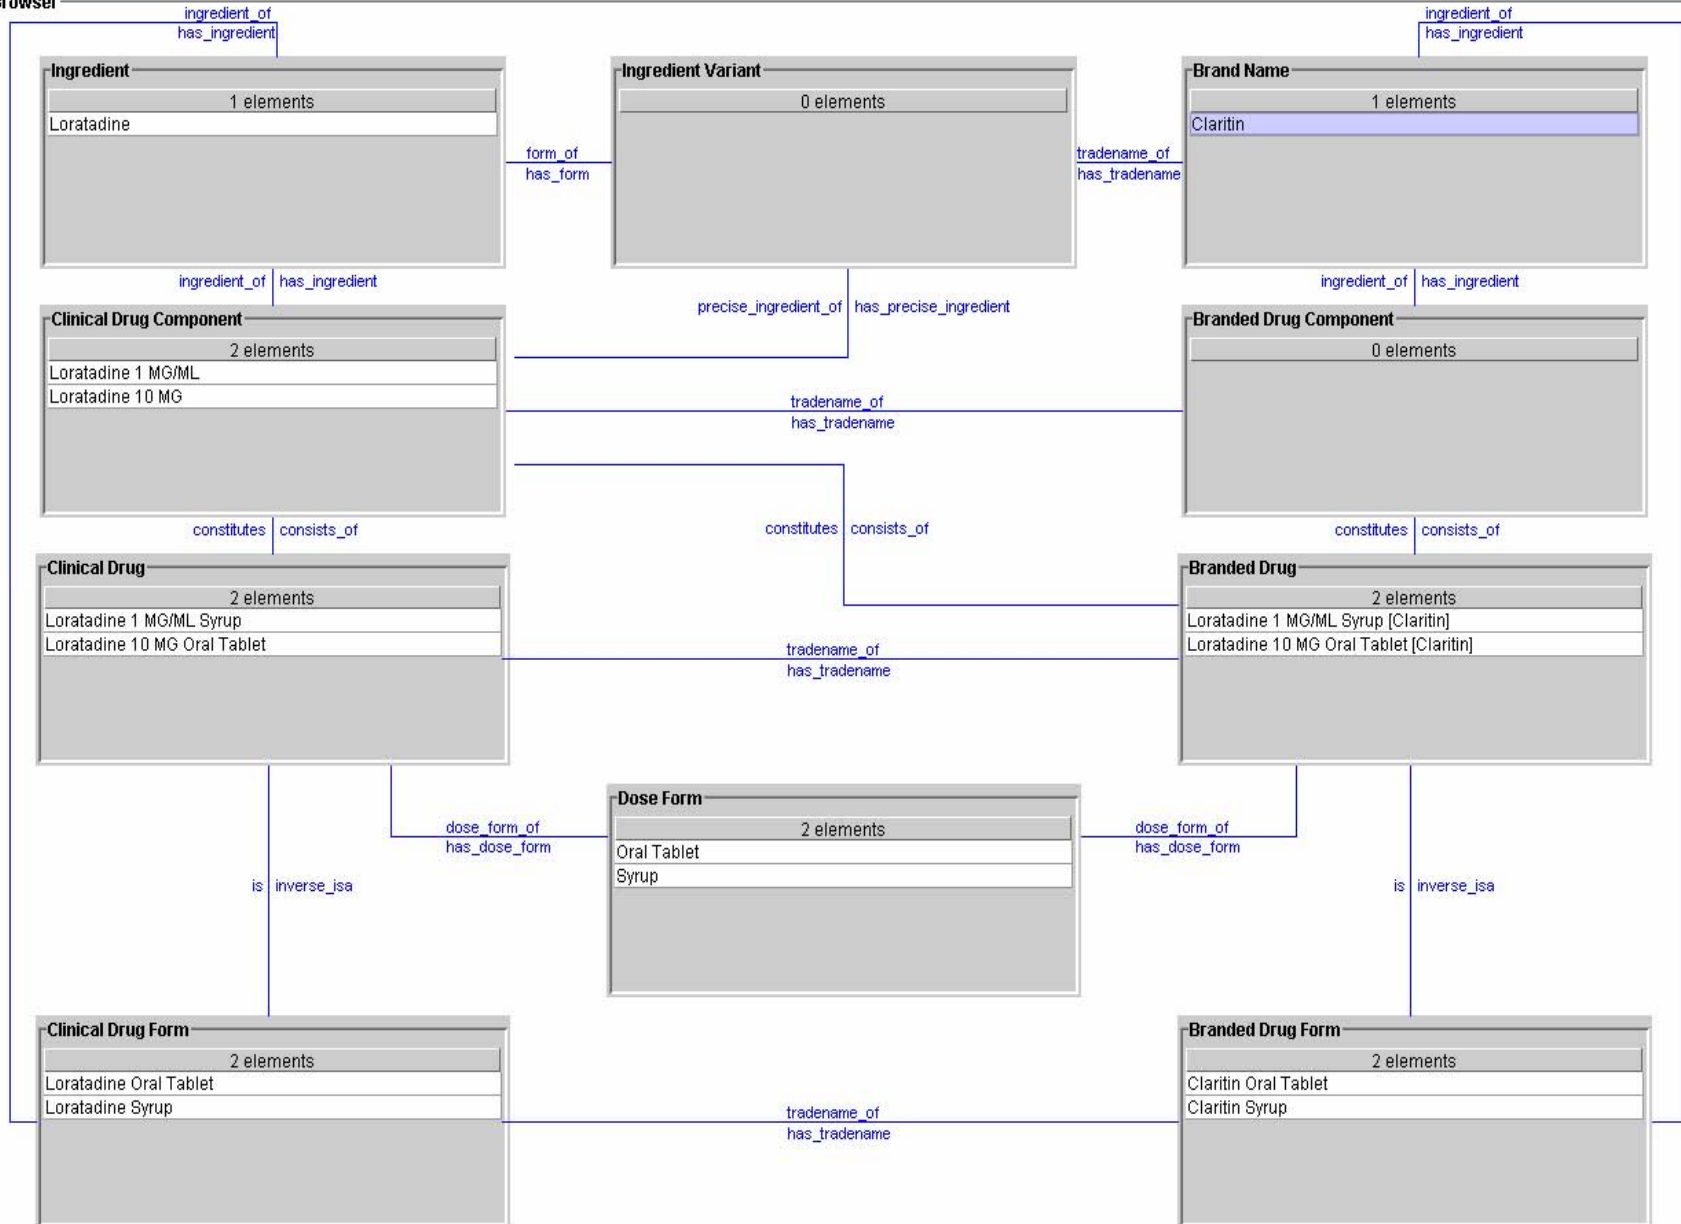 Browser
ingredient_of
has_ingredient
ingredient_of
has_ingredient
Ingredient
1 elements
Loratadine
form_of
has_form
Ingredient Variant
0 elements
tradename_of
has_tradename
Brand Name
1 elements
Claritin
ingredient_of has_ingredient
precise_ingredient_of has_precise_ingredient
ingredient_of has_ingredient
Clinical Drug Component
2 elements
Loratadine 1 MG/ML
Loratadine 10 MG
tradename_of
has_tradename
Branded Drug Component
0 elements
constitutes consists_of
constitutes consists_of
constitutes consists_of
Clinical Drug
2 elements
Loratadine 1 MG/ML Syrup
Loratadine 10 MG Oral Tablet
tradename_of
has_tradename
Branded Drug
2 elements
Loratadine 1 MG/ML Syrup [Claritin]
Loratadine 10 MG Oral Tablet [Claritin]
dose_form_of
has_dose_form
Dose Form
2 elements
Oral Tablet
Syrup
dose_form_of
has_dose_form
is inverse_isa
is inverse_isa
Clinical Drug Form
2 elements
Loratadine Oral Tablet
Loratadine Syrup
tradename_of
has_tradename
Branded Drug Form
2 elements
Claritin Oral Tablet
Claritin Syrup